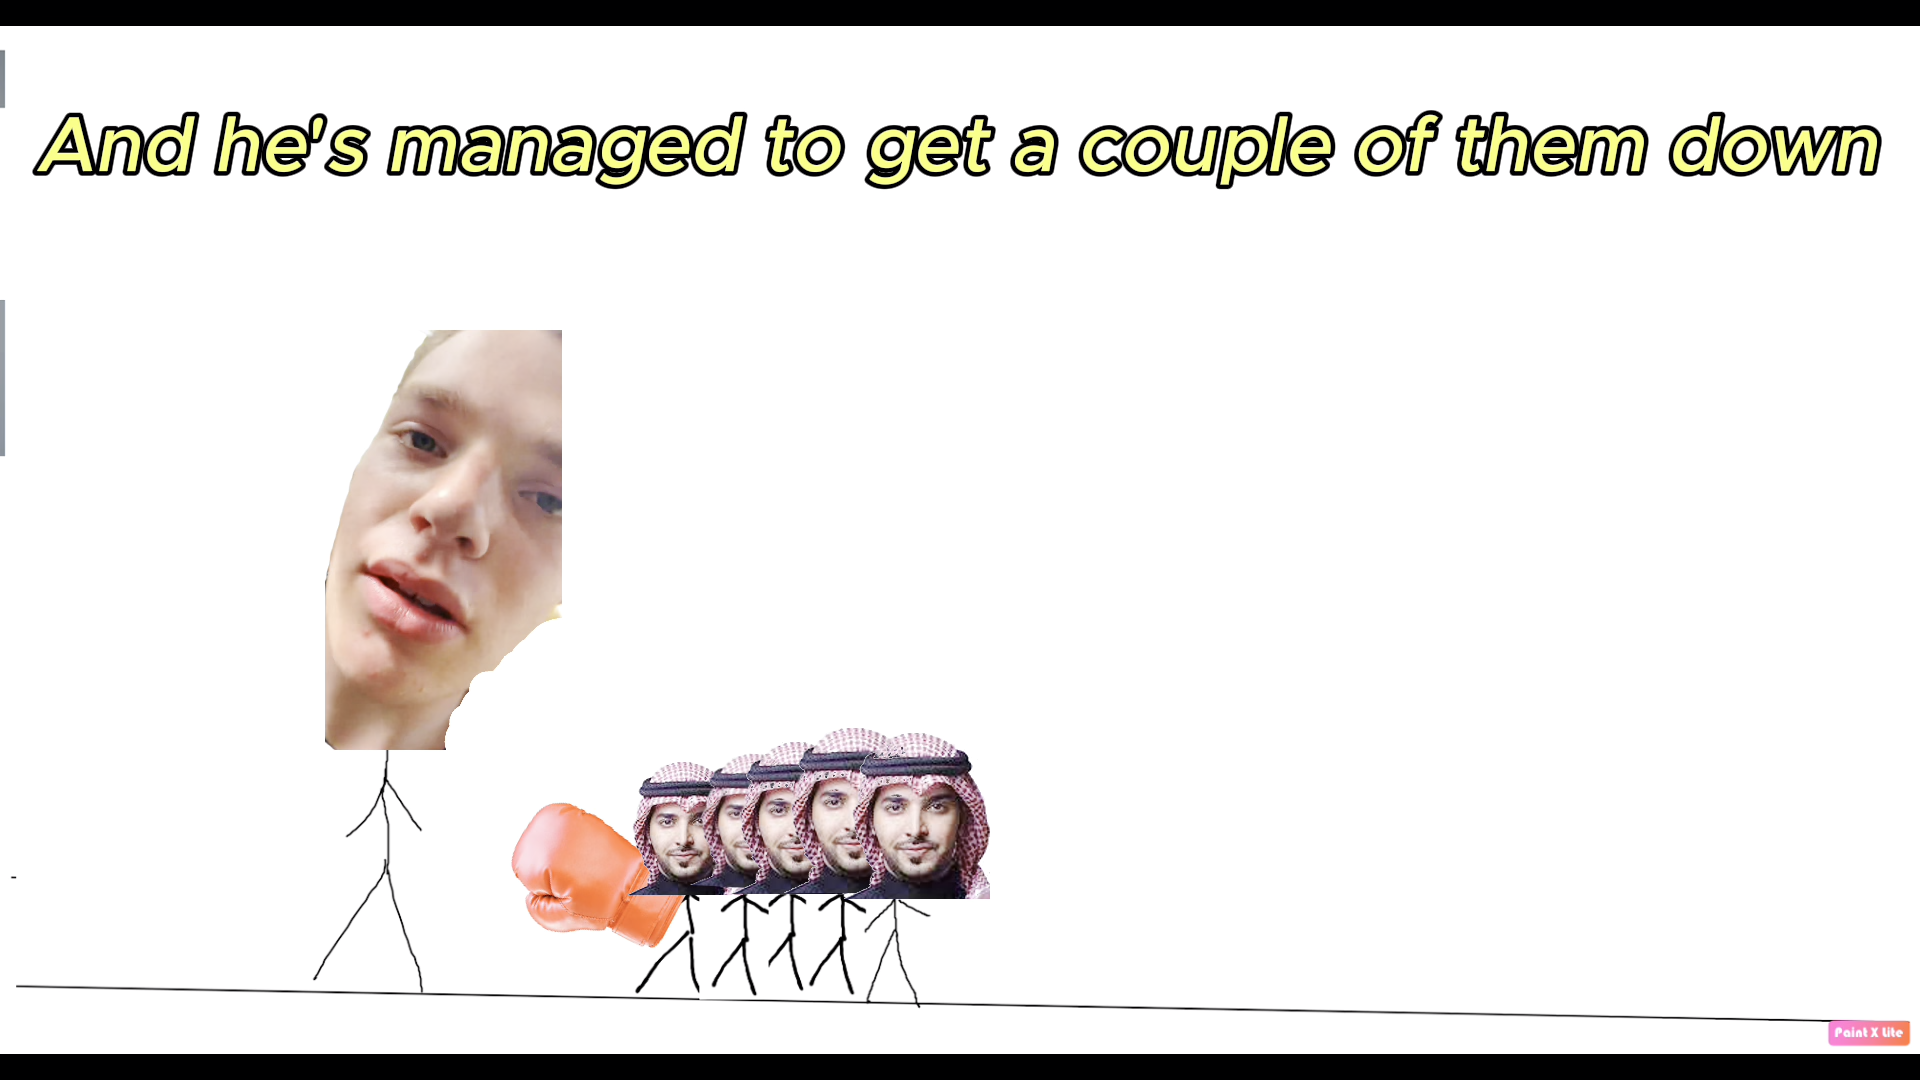 And he's managed to get a couple of them down
Paint X Lite